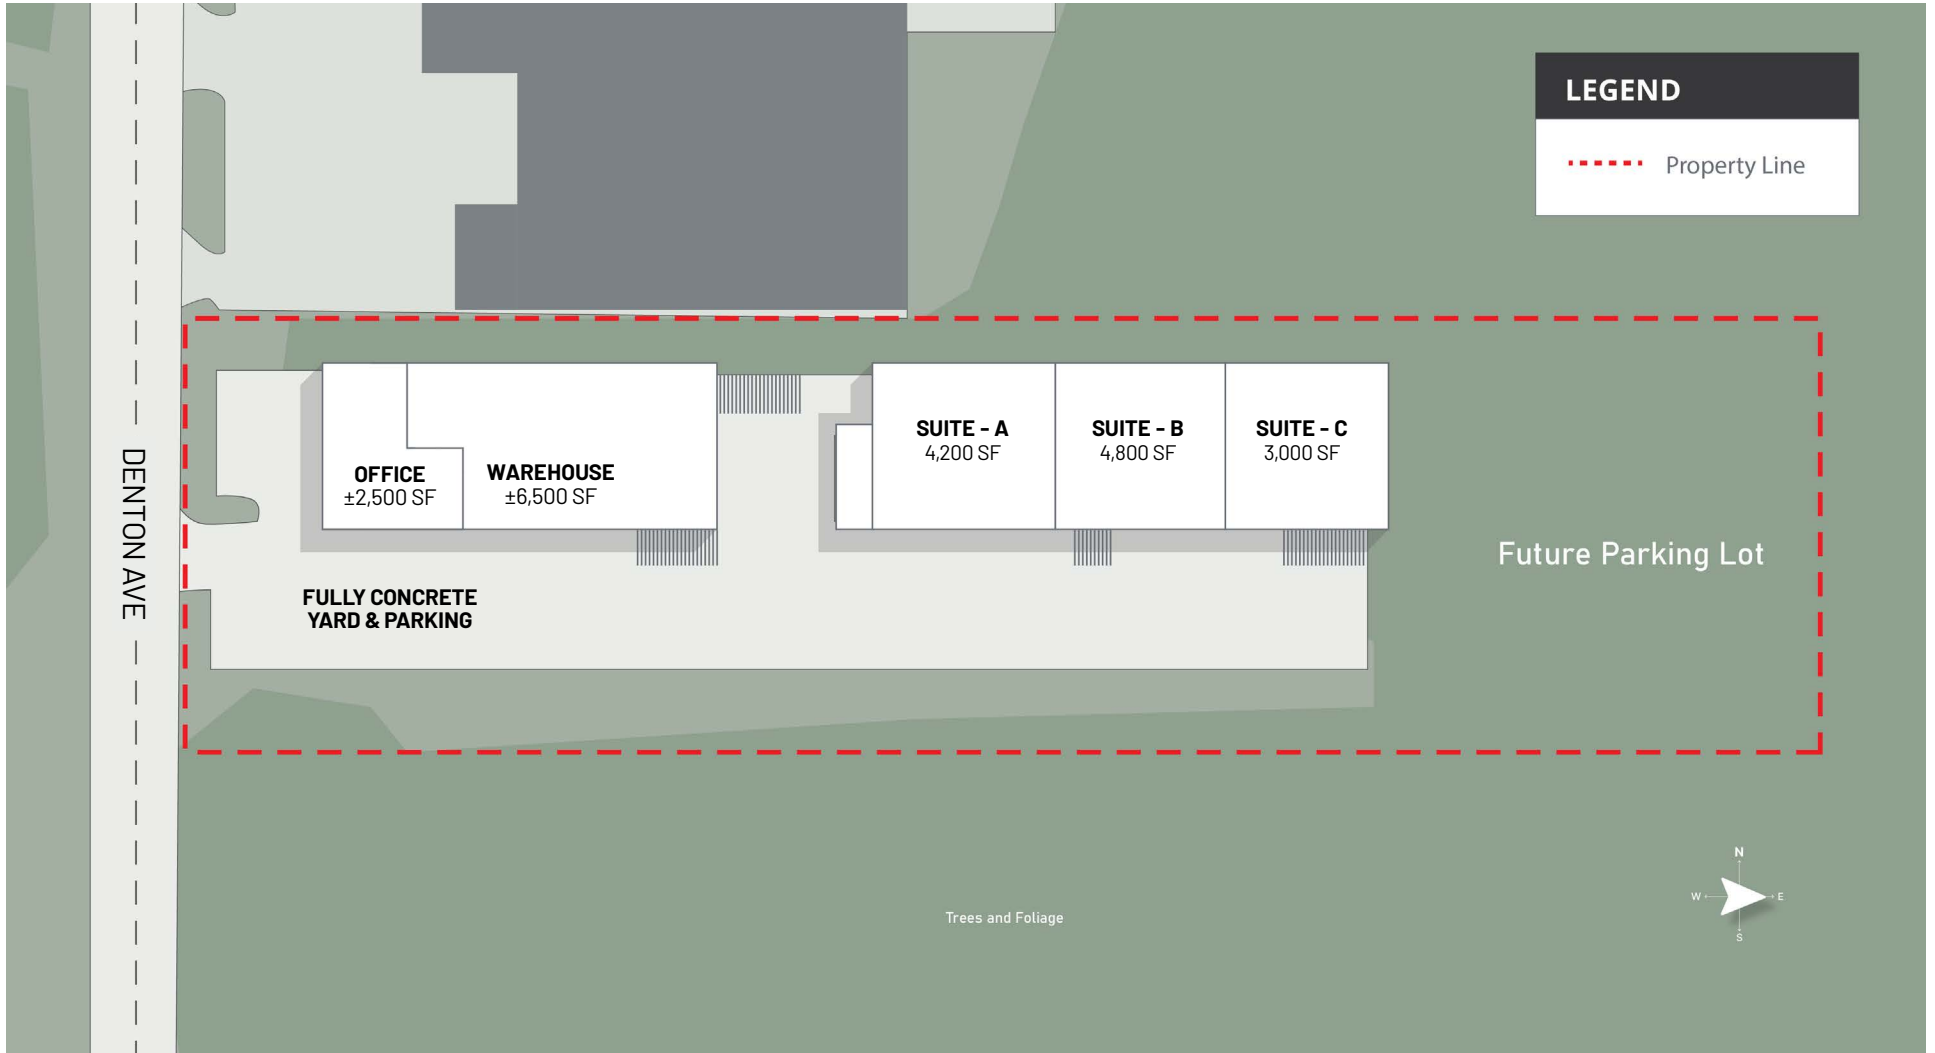 LEGEND
Property Line
SUITE - A
4,200 SF
SUITE - B
4,800 SF
SUITE - C
3,000 SF
OFFICE
±2,500 SF
WAREHOUSE
±6,500 SF
DENTON AVE
Future Parking Lot
FULLY CONCRETE
YARD & PARKING
N
W
E
S
Trees and Foliage